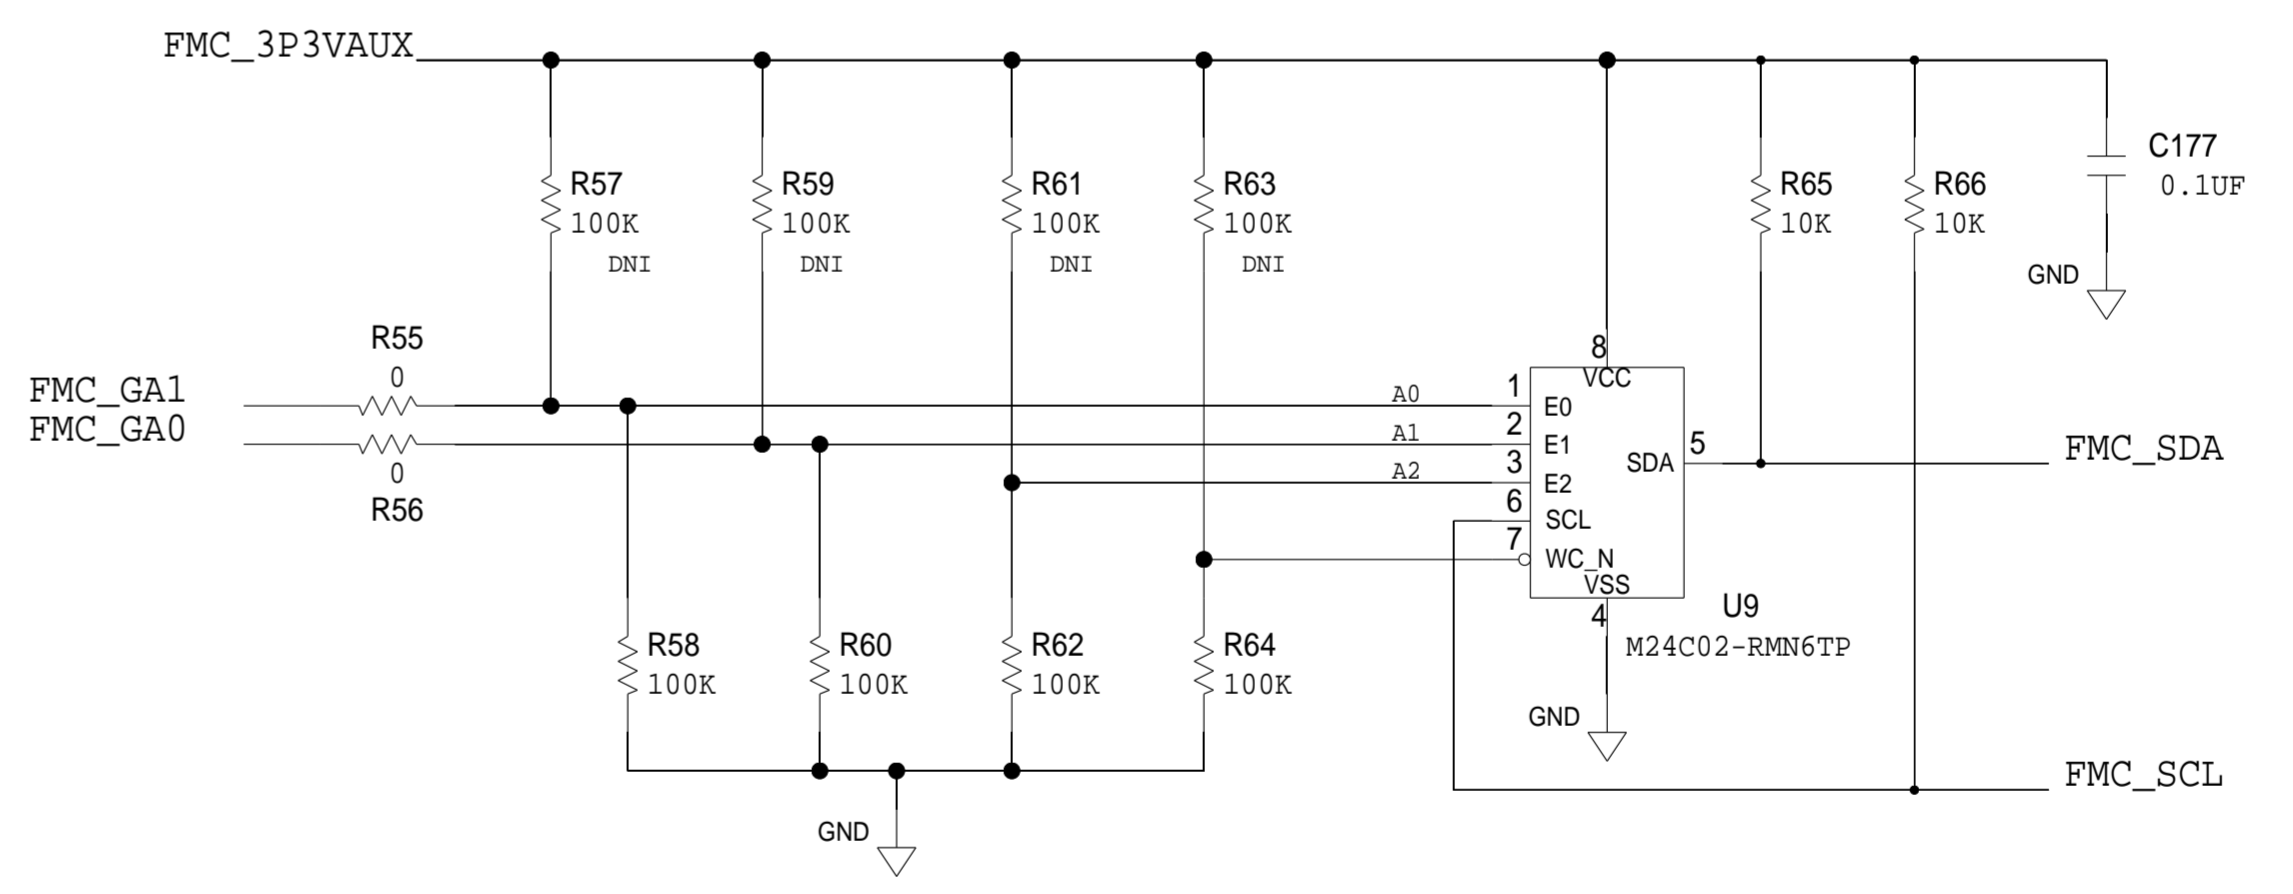 FMC_3P3VAUX
R57
100K
DNI
R59
100K
DNI
R61
100K
DNI
R63
100K
DNI
R65
10K
R66
10K
C177
0.1UF
GND
R55
0
FMC_GA1
FMC_GA0
0
R56
A0
A1
A2
1
2
3
6
7
8
VCC
E0
E1
E2
SCL
WC_N
VSS
SDA
5
4
FMC_SDA
U9
M24C02-RMN6TP
GND
R58
100K
R60
100K
R62
100K
R64
100K
GND
FMC_SCL